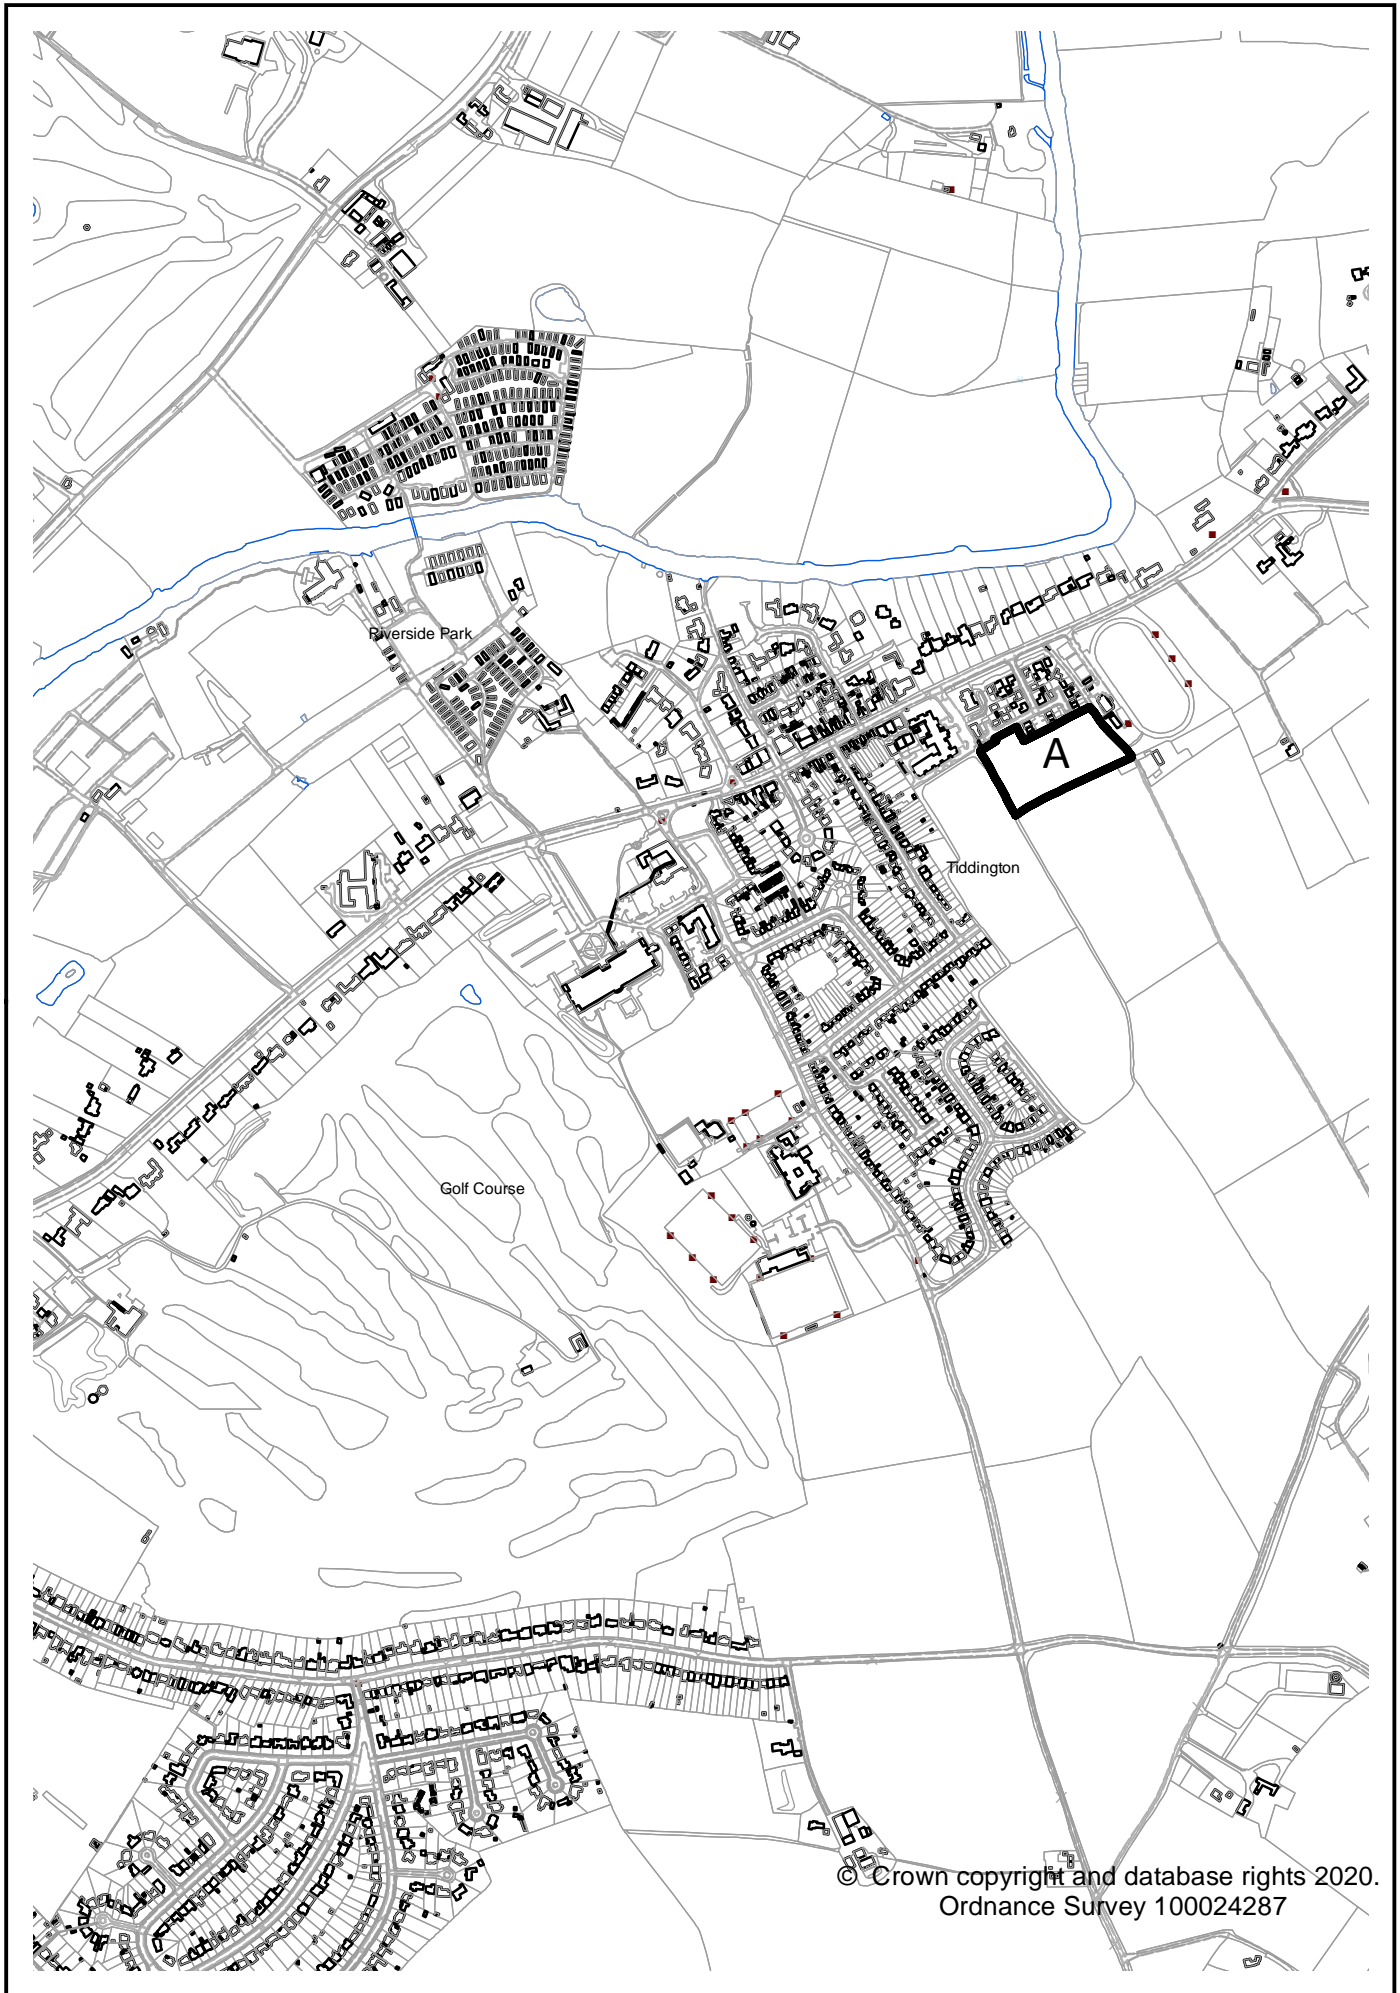 Riverside Park
A
Tiddington
Golf Course
© Crown copyright and database rights 2020.
Ordnance Survey 100024287